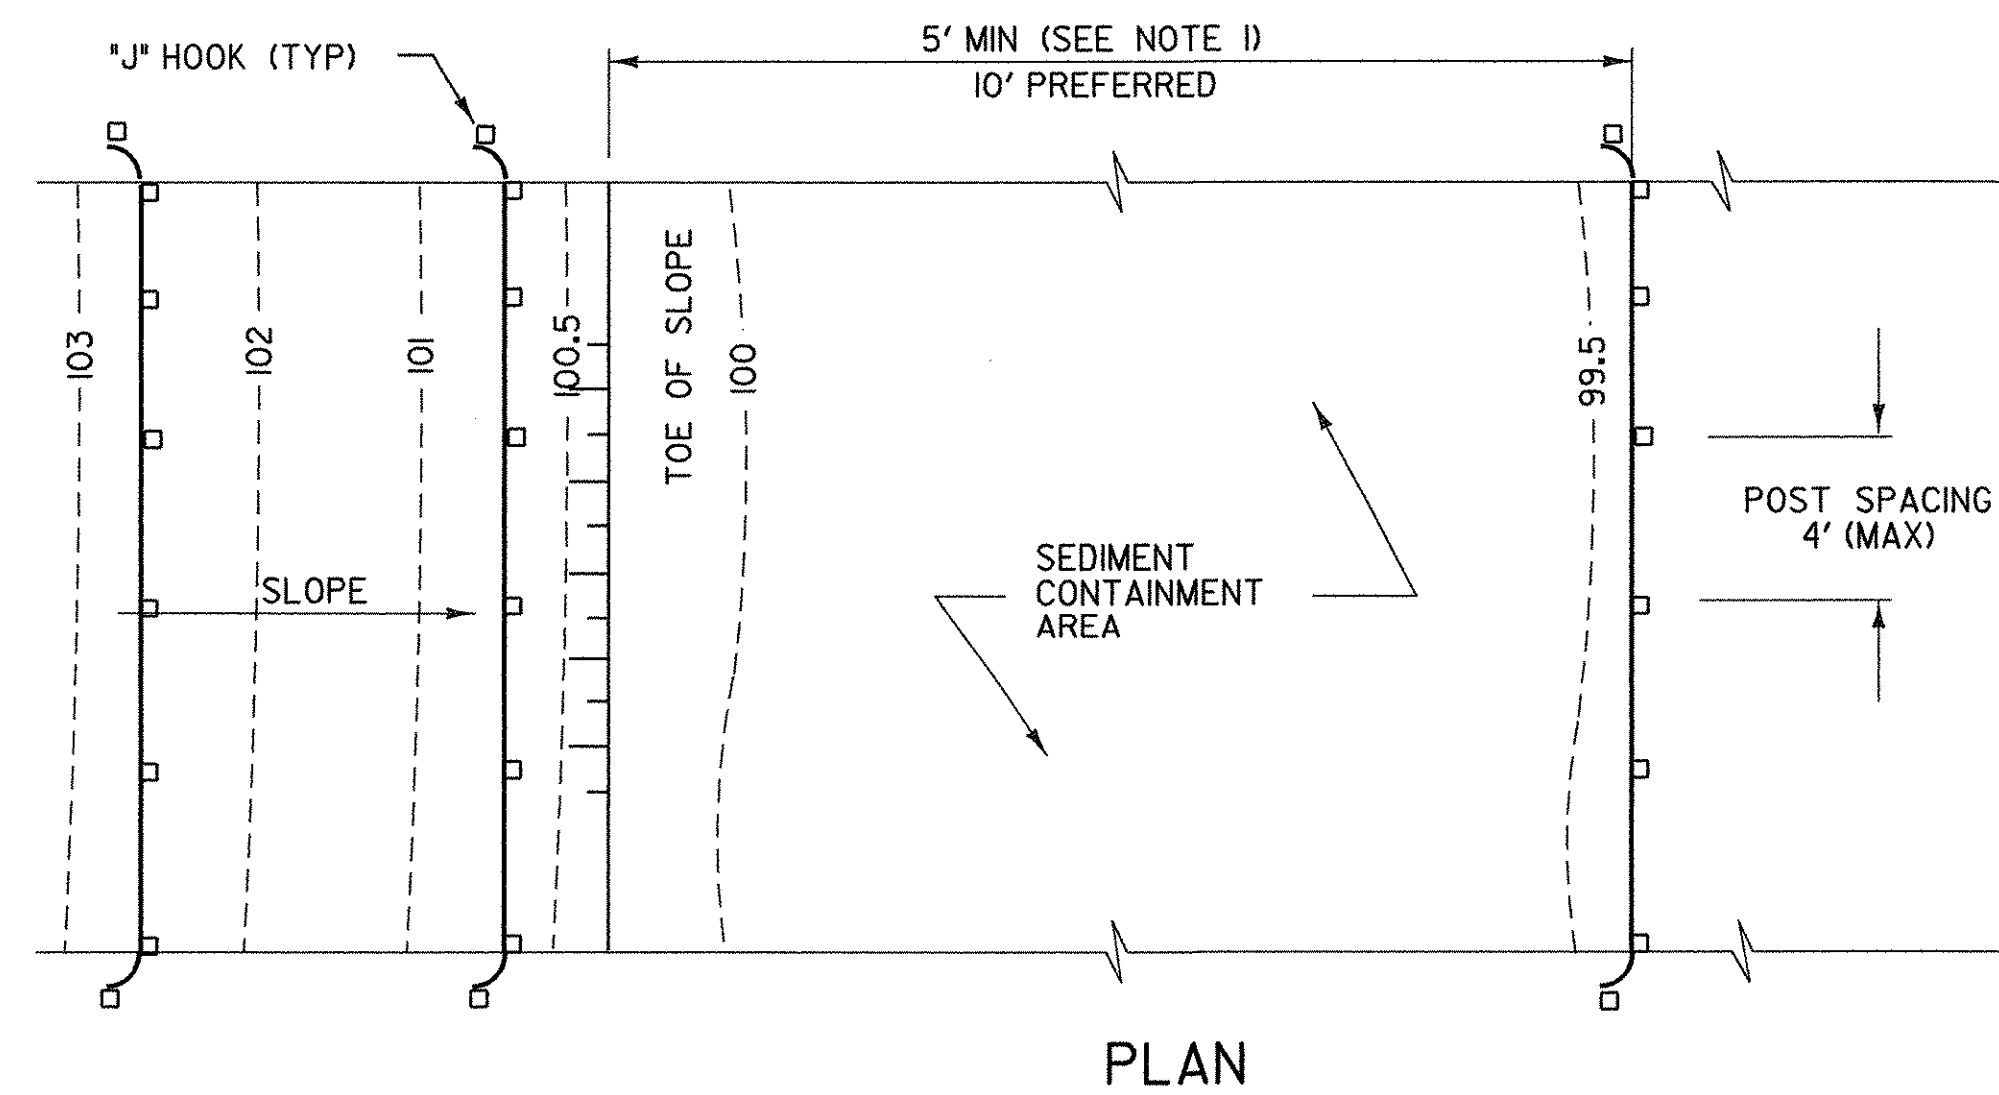 "J" HOOK (TYP)
5' MIN (SEE NOTE 1)
10' PREFERRED
103
102
101
100.5
TOE OF SLOPE
100
99.5
SLOPE
SEDIMENT
CONTAINMENT
AREA
POST SPACING
4' (MAX)
PLAN